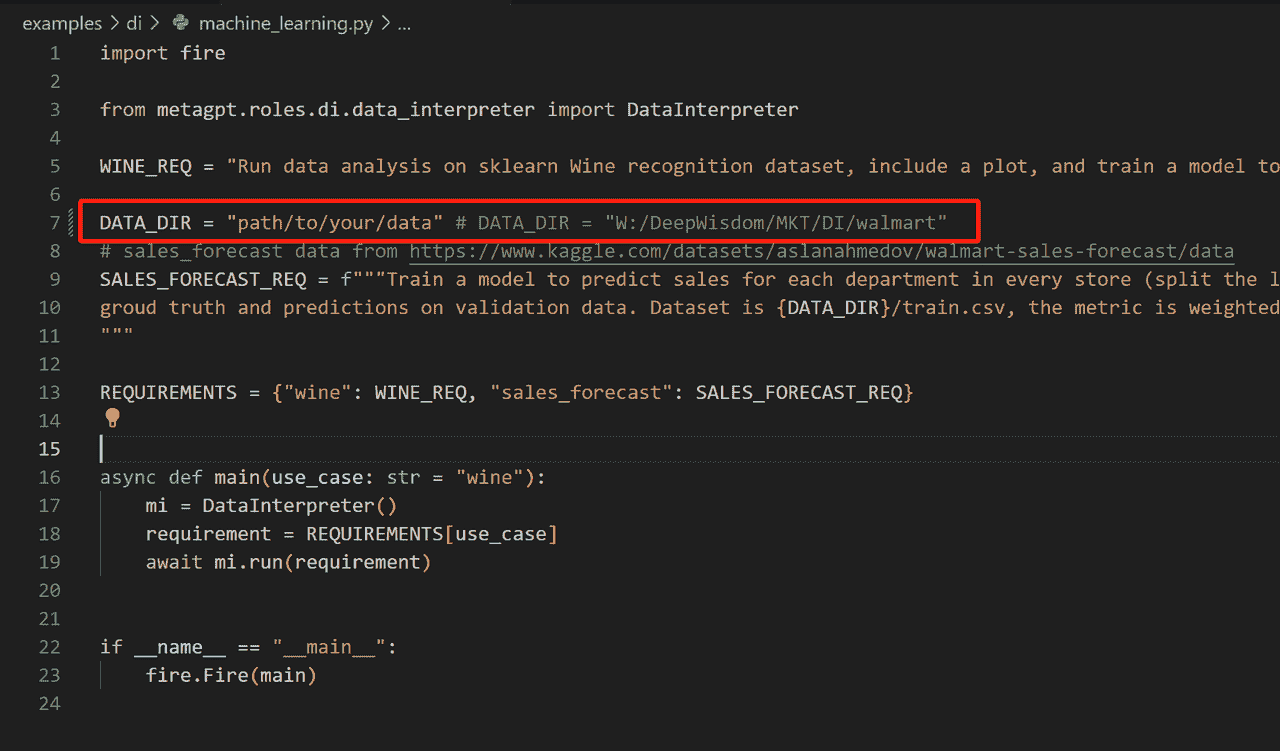 examples > di > machine_learning.py > ...
1 import fire
2
3 from metagpt.roles.di.data_interpreter import DataInterpreter
4
5 WINE_REQ = "Run data analysis on sklearn Wine recognition dataset, include a plot, and train a model to
6
7 DATA_DIR = "path/to/your/data" # DATA_DIR = "W:/DeepWisdom/MKT/DI/walmart"
8 # sales_forecast data from https://www.kaggle.com/datasets/aslanahmedov/walmart-sales-forecast/data
9 SALES_FORECAST_REQ = f"""Train a model to predict sales for each department in every store (split the l
10 groud truth and predictions on validation data. Dataset is {DATA_DIR}/train.csv, the metric is weighted
11 """
12
13 REQUIREMENTS = {"wine": WINE_REQ, "sales_forecast": SALES_FORECAST_REQ}
14
15
16 async def main(use_case: str = "wine"):
17     mi = DataInterpreter()
18     requirement = REQUIREMENTS[use_case]
19     await mi.run(requirement)
20
21
22 if __name__ == "__main__":
23     fire.Fire(main)
24